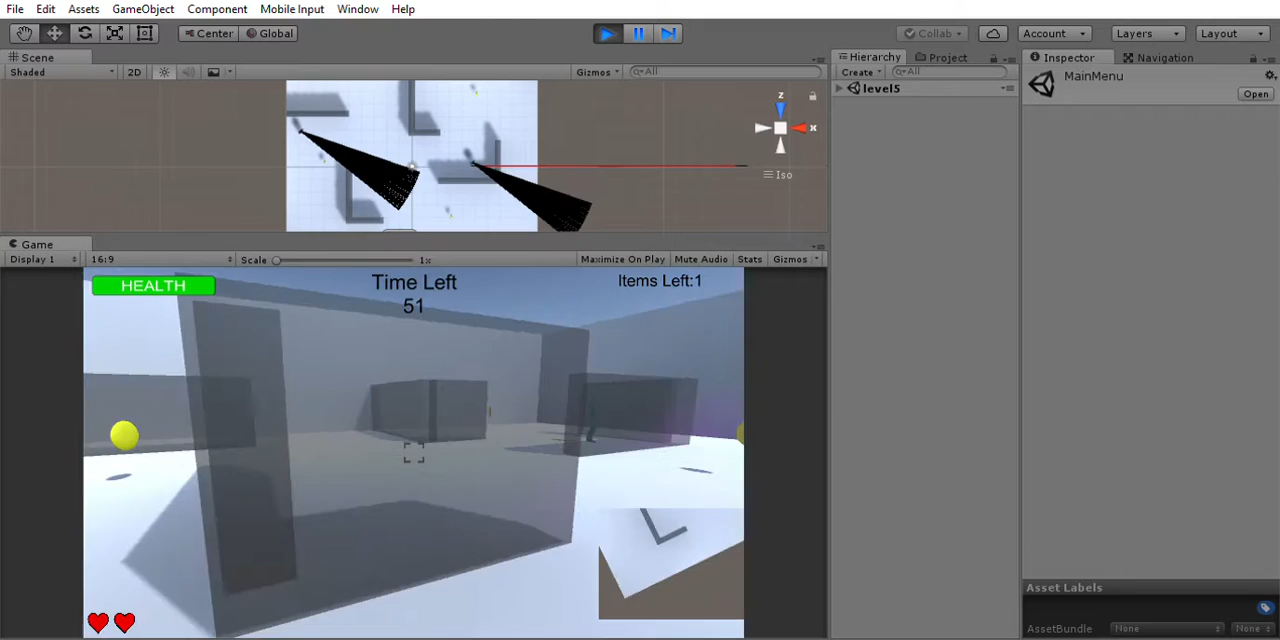 File Edit Assets GameObject Component Mobile Input Window Help
Center Global Collab Account Layers Layout
Scene Hierarchy Project Inspector Navigation
Shaded 2D Gizmos All Create All MainMenu
level5 Open
z
x
Iso
Game
Display 1 16:9 Scale 1x Maximize On Play Mute Audio Stats Gizmos
HEALTH Time Left Items Left:1
51
Asset Labels
AssetBundle None None